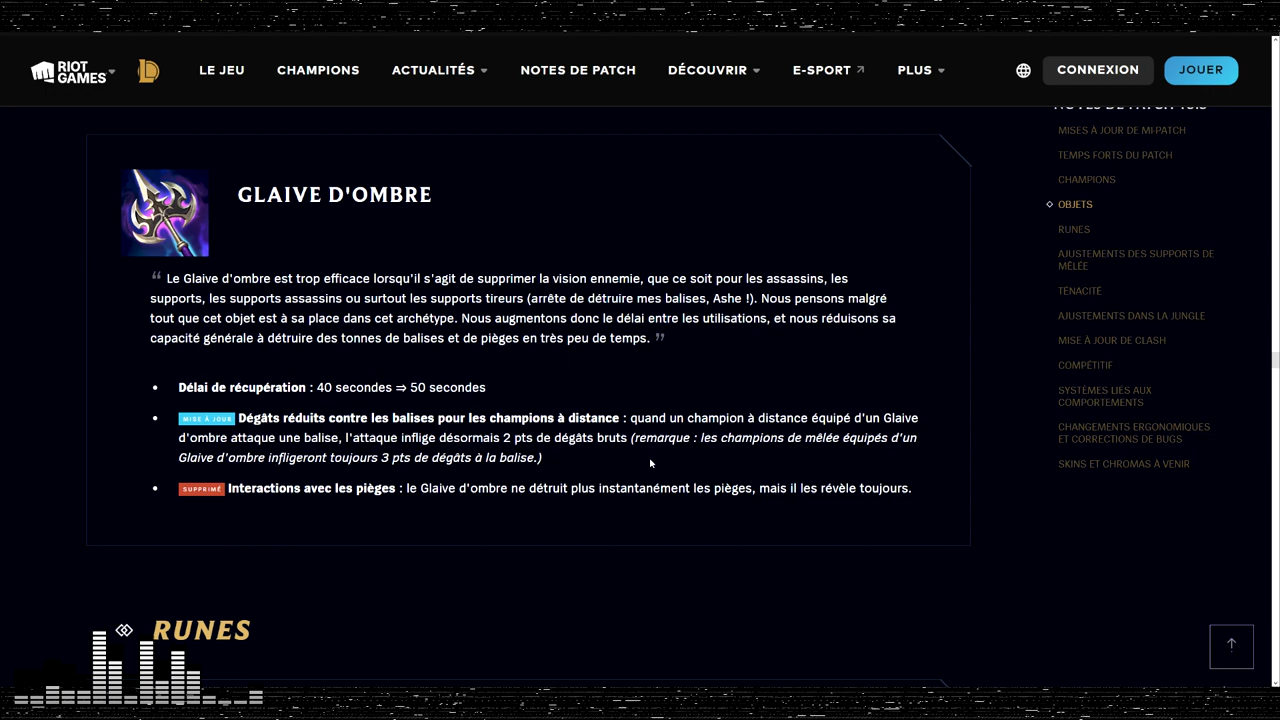 RIOT GAMES
LE JEU
CHAMPIONS
ACTUALITÉS
NOTES DE PATCH
DÉCOUVRIR
E-SPORT
PLUS
CONNEXION
JOUER
GLAIVE D'OMBRE
“ Le Glaive d'ombre est trop efficace lorsqu'il s'agit de supprimer la vision ennemie, que ce soit pour les assassins, les
supports, les supports assassins ou surtout les supports tireurs (arrête de détruire mes balises, Ashe !). Nous pensons malgré
tout que cet objet est à sa place dans cet archétype. Nous augmentons donc le délai entre les utilisations, et nous réduisons sa
capacité générale à détruire des tonnes de balises et de pièges en très peu de temps. ”
• Délai de récupération : 40 secondes ⇒ 50 secondes
• MISE À JOUR Dégâts réduits contre les balises pour les champions à distance : quand un champion à distance équipé d'un Glaive
d'ombre attaque une balise, l'attaque inflige désormais 2 pts de dégâts bruts (remarque : les champions de mêlée équipés d'un
Glaive d'ombre infligeront toujours 3 pts de dégâts à la balise.)
• SUPPRIMÉ Interactions avec les pièges : le Glaive d'ombre ne détruit plus instantanément les pièges, mais il les révèle toujours.
RUNES
MISES À JOUR DE MI-PATCH
TEMPS FORTS DU PATCH
CHAMPIONS
OBJETS
RUNES
AJUSTEMENTS DES SUPPORTS DE
MÊLÉE
TÉNACITÉ
AJUSTEMENTS DANS LA JUNGLE
MISE À JOUR DE CLASH
COMPÉTITIF
SYSTÈMES LIÉS AUX
COMPORTEMENTS
CHANGEMENTS ERGONOMIQUES
ET CORRECTIONS DE BUGS
SKINS ET CHROMAS À VENIR